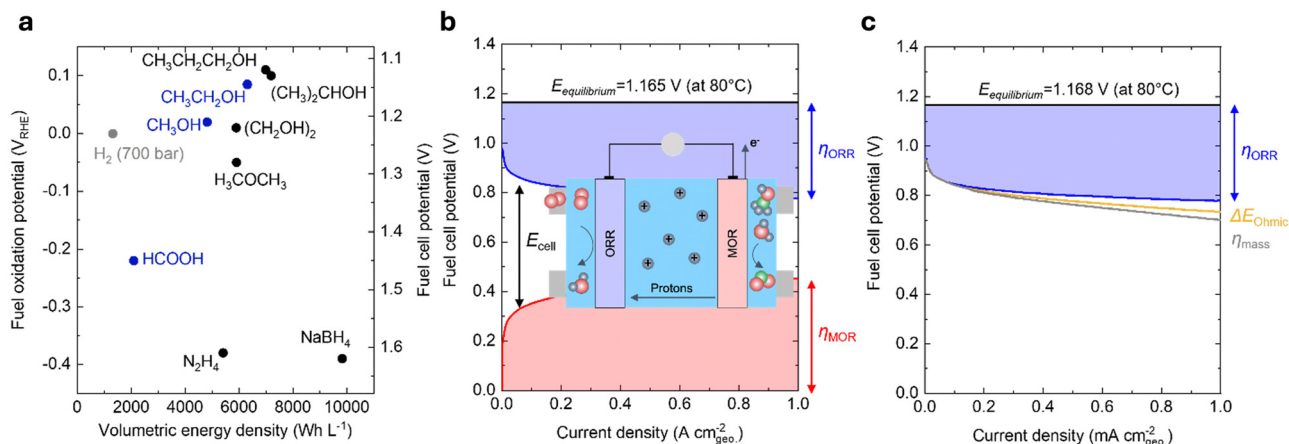 a
Fuel oxidation potential (V_RHE)
0.1
0.0
-0.1
-0.2
-0.3
-0.4
CH₃CH₂CH₂OH
CH₃CH₂OH
(CH₃)₂CHOH
CH₃OH
(CH₂OH)₂
H₂ (700 bar)
H₃COCH₃
HCOOH
N₂H₄
NaBH₄
1.1
1.2
1.3
1.4
1.5
1.6
Fuel cell potential (V)
2000 4000 6000 8000 10000
Volumetric energy density (Wh L⁻¹)
b
Fuel cell potential (V)
1.4
1.2
1.0
0.8
0.6
0.4
0.2
0.0
E_equilibrium=1.165 V (at 80°C)
e⁻
η_ORR
E_cell
ORR
MOR
+ + + + + +
Protons
η_MOR
0.0 0.2 0.4 0.6 0.8 1.0
Current density (A cm⁻²_geo.)
c
Fuel cell potential (V)
1.4
1.2
1.0
0.8
0.6
0.4
0.2
0.0
E_equilibrium=1.168 V (at 80°C)
η_ORR
ΔE_Ohmic
η_mass
0.0 0.2 0.4 0.6 0.8 1.0
Current density (mA cm⁻²_geo.)